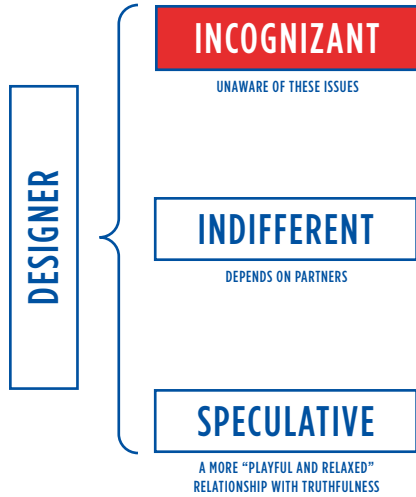 INCOGNIZANT
UNAWARE OF THESE ISSUES
DESIGNER
INDIFFERENT
DEPENDS ON PARTNERS
SPECULATIVE
A MORE “PLAYFUL AND RELAXED”
RELATIONSHIP WITH TRUTHFULNESS